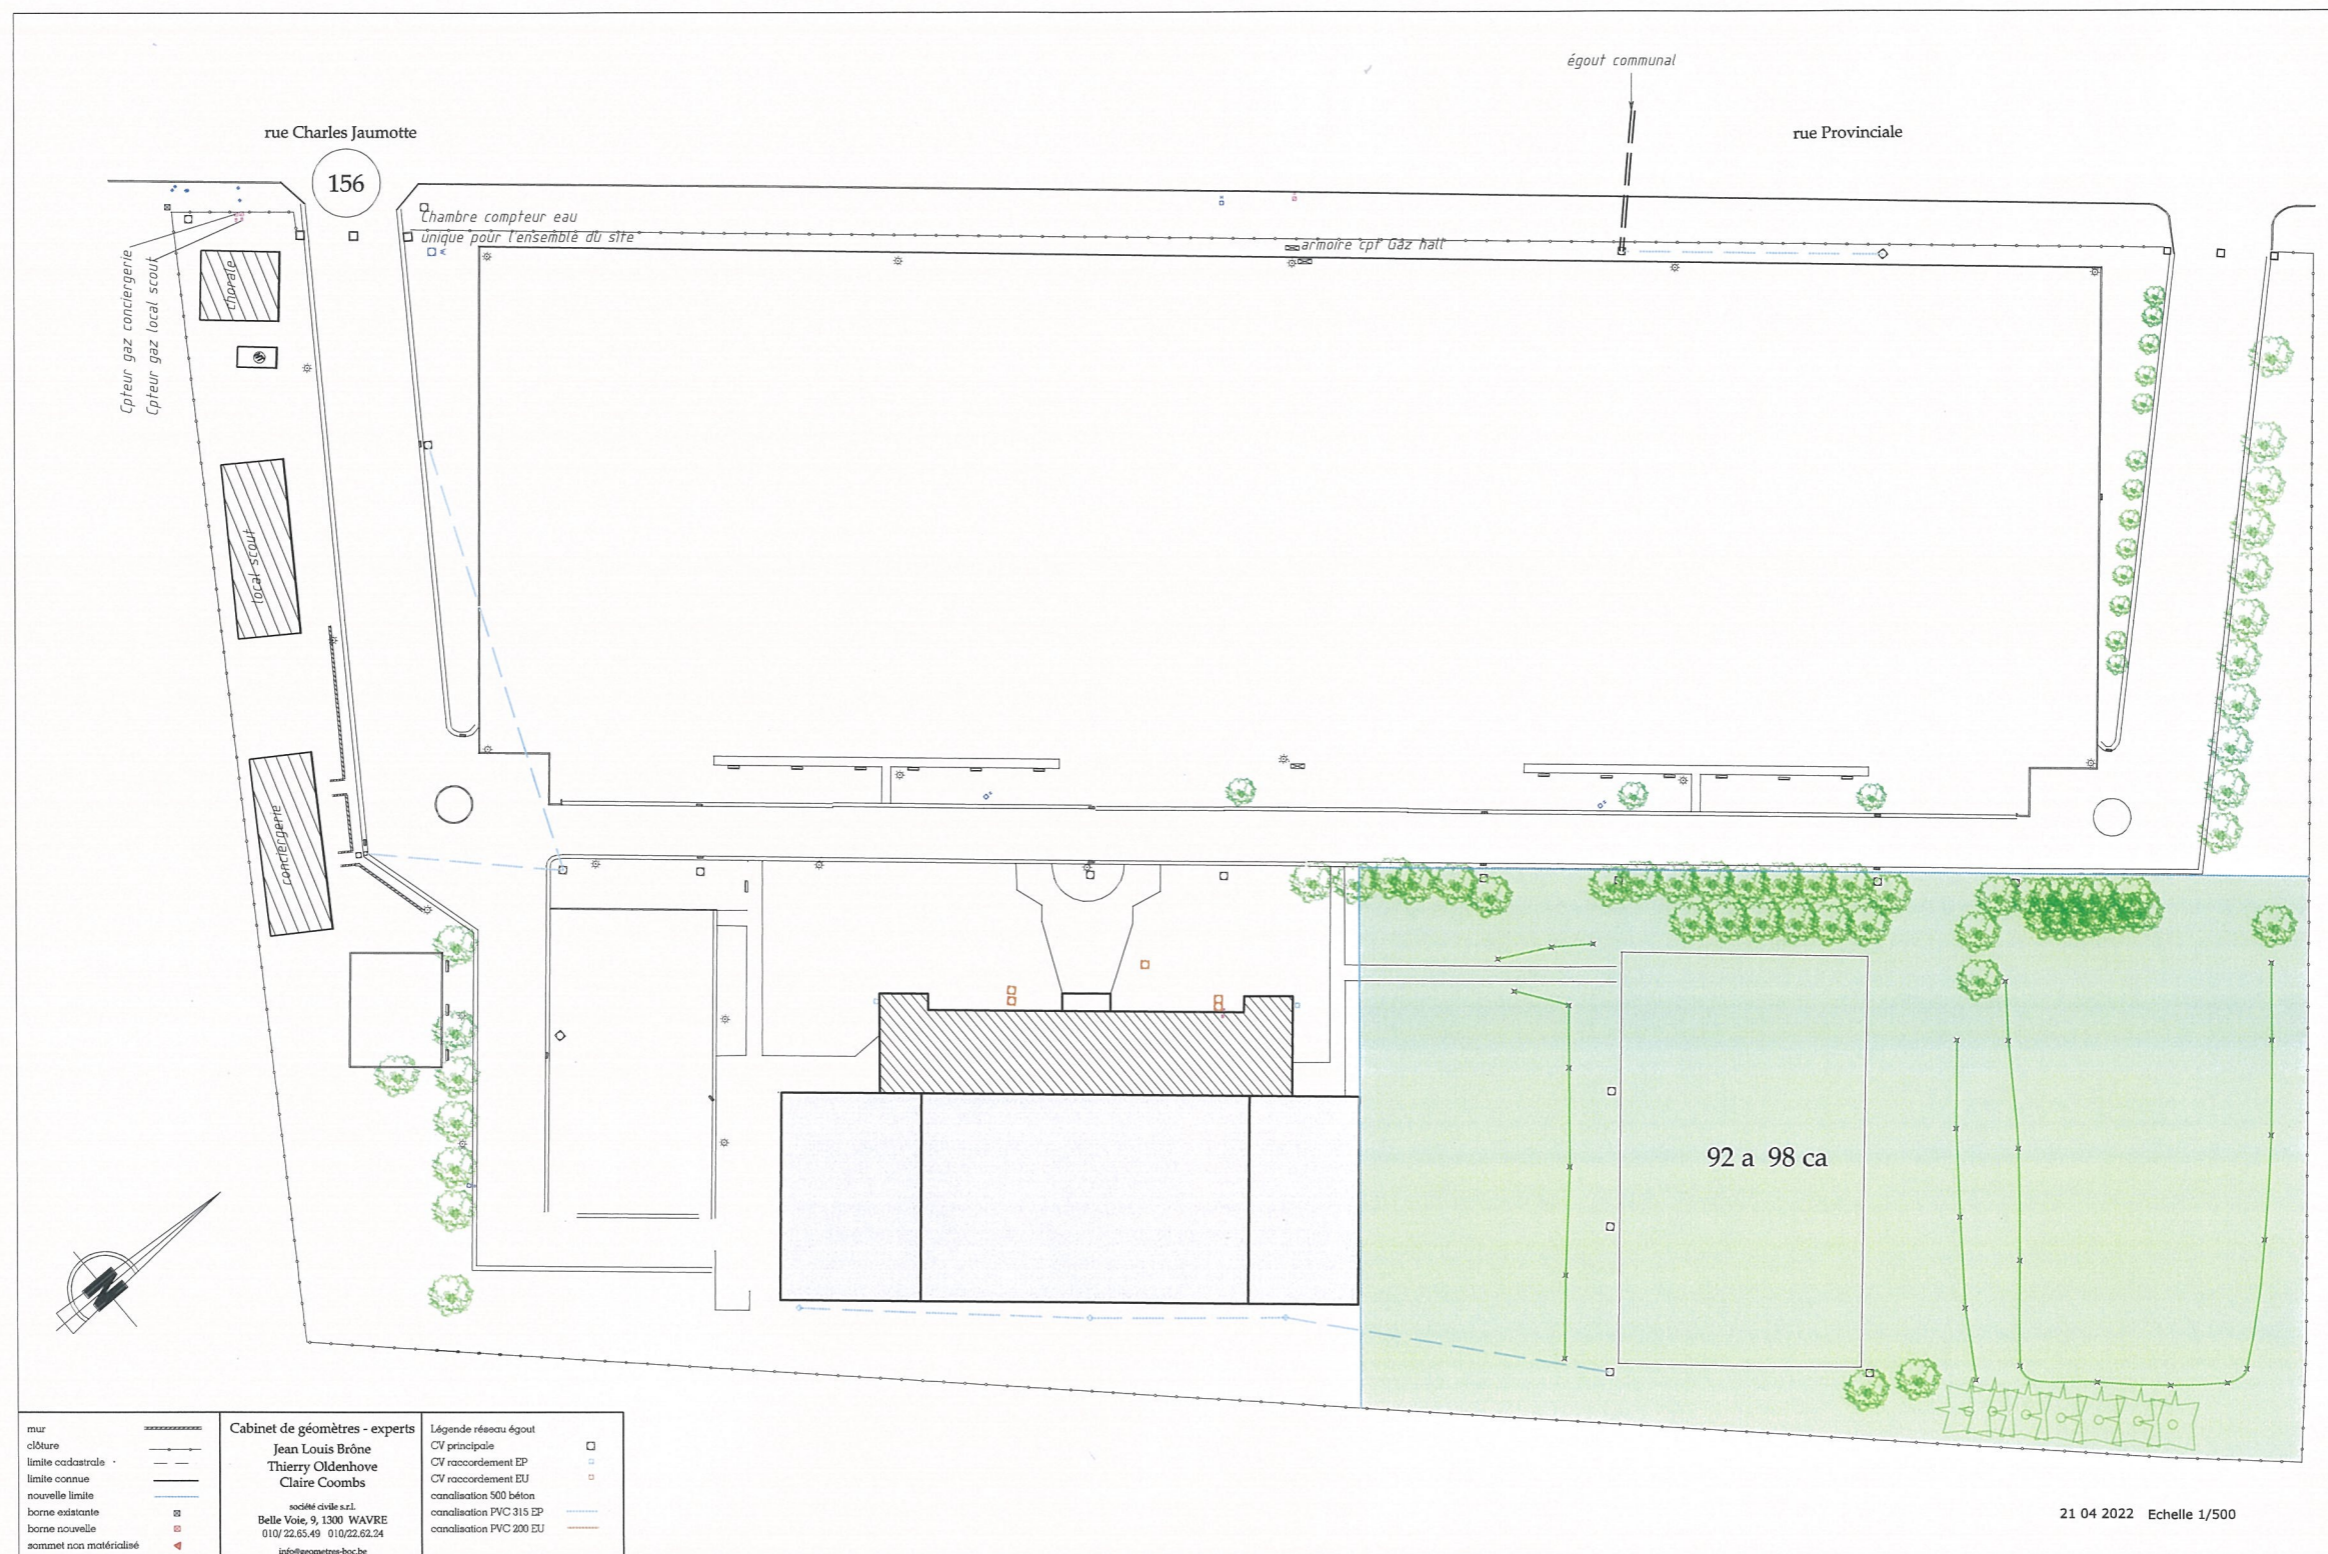 égout communal
rue Charles Jaumotte
rue Provinciale
156
Chambre compteur eau
unique pour l'ensemble du site
armoire cpt Gaz hall
Cpteur gaz conciergerie
Cpteur gaz local scout
chorale
local scout
conciergerie
92 a 98 ca
N
mur
clôture
limite cadastrale
limite connue
nouvelle limite
borne existante
borne nouvelle
sommet non matérialisé
Cabinet de géomètres - experts
Jean Louis Brône
Thierry Oldenhove
Claire Coombs
société civile s.r.l.
Belle Voie, 9, 1300 WAVRE
010/ 22.65.49 010/22.62.24
info@geometres-boc.be
Légende réseau égout
CV principale
CV raccordement EP
CV raccordement EU
canalisation 500 béton
canalisation PVC 315 EP
canalisation PVC 200 EU
21 04 2022 Echelle 1/500